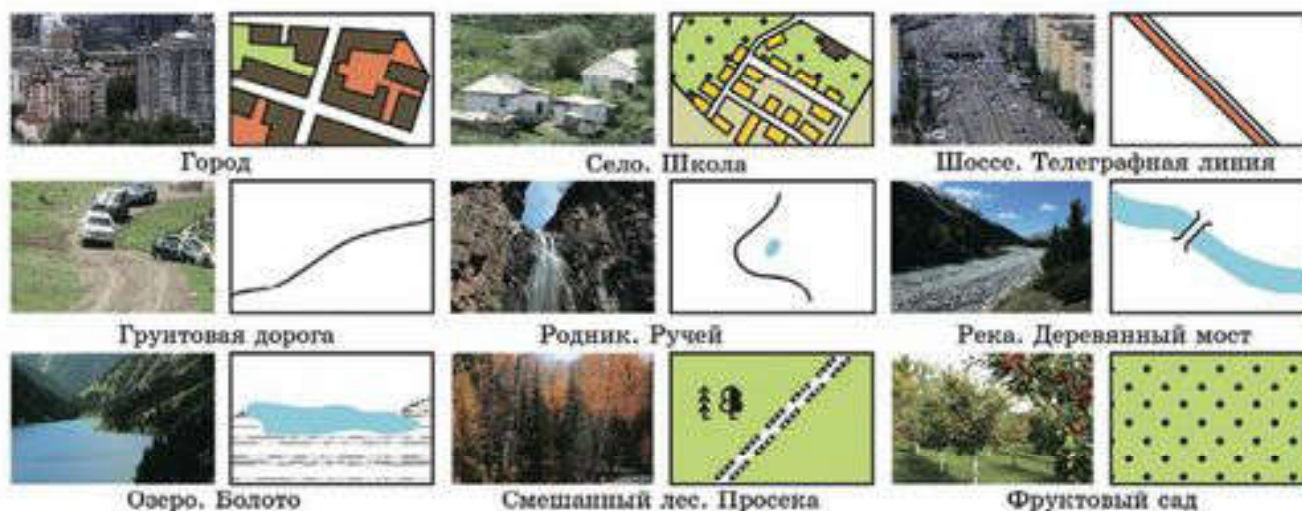 Город
Село. Школа
Шоссе. Телеграфная линия
Грунтовая дорога
Родник. Ручей
Река. Деревянный мост
Озеро. Болото
Смешанный лес. Просека
Фруктовый сад